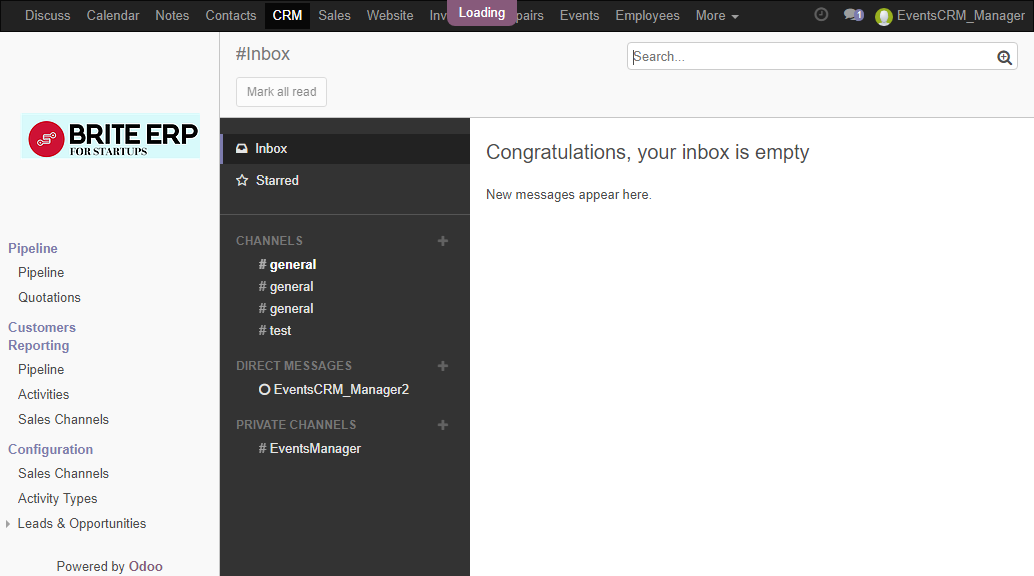 Discuss Calendar Notes Contacts CRM Sales Website Inv Loading pairs Events Employees More 1 EventsCRM_Manager
#Inbox
Search...
Mark all read
BRITE ERP
FOR STARTUPS
Pipeline
Pipeline
Quotations
Customers
Reporting
Pipeline
Activities
Sales Channels
Configuration
Sales Channels
Activity Types
Leads & Opportunities
Powered by Odoo
Inbox
Starred
CHANNELS
# general
# general
# general
# test
DIRECT MESSAGES
EventsCRM_Manager2
PRIVATE CHANNELS
# EventsManager
Congratulations, your inbox is empty
New messages appear here.